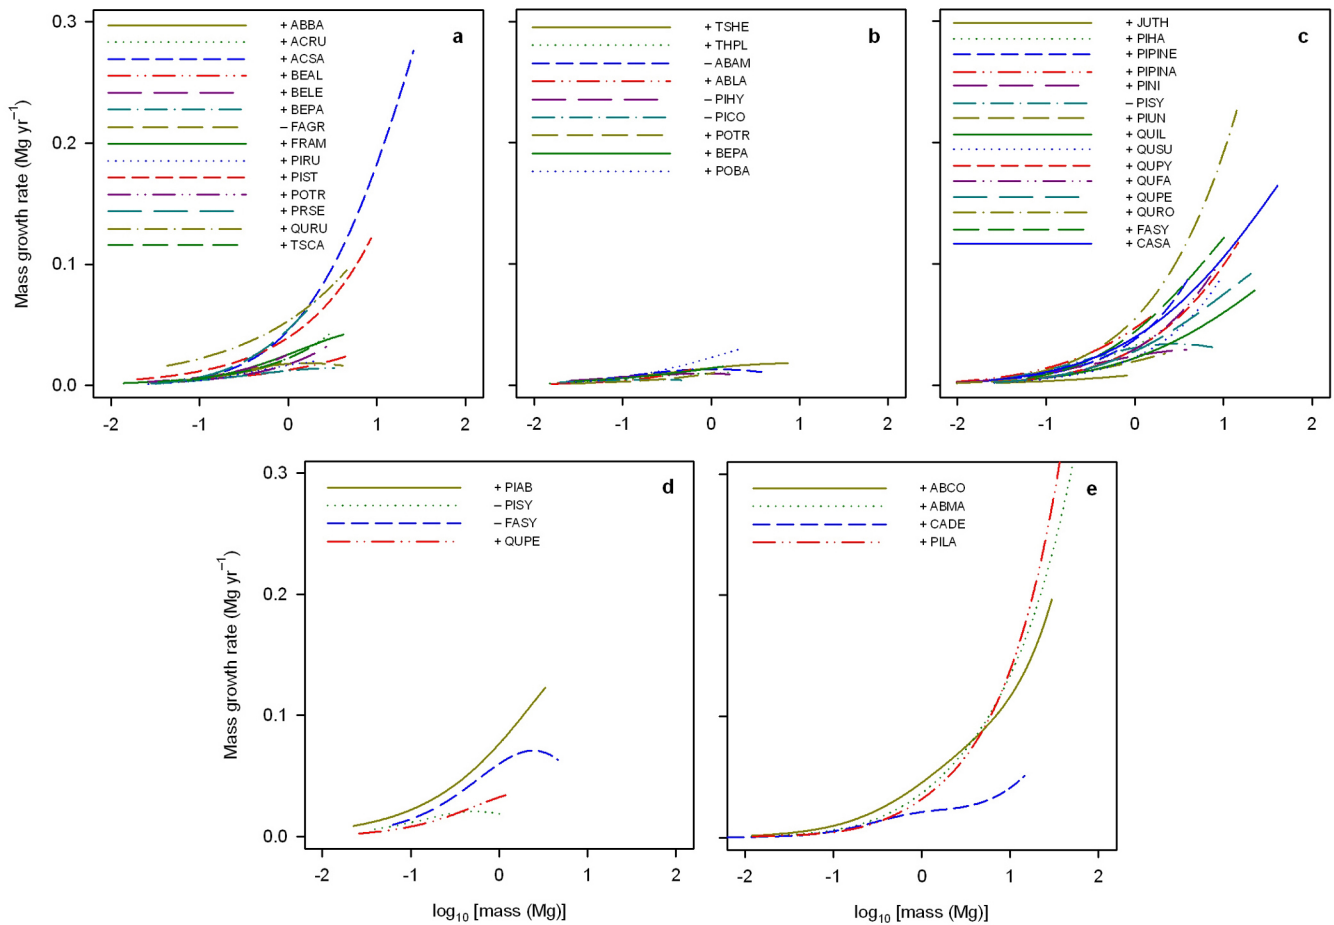 a
+ ABBA
+ ACRU
+ ACSA
+ BEAL
+ BELE
+ BEPA
– FAGR
+ FRAM
+ PIRU
+ PIST
+ POTR
+ PRSE
+ QURU
+ TSCA
0.3
0.2
0.1
0.0
Mass growth rate (Mg yr⁻¹)
-2 -1 0 1 2
b
+ TSHE
+ THPL
– ABAM
+ ABLA
– PIHY
– PICO
+ POTR
+ BEPA
+ POBA
-2 -1 0 1 2
c
+ JUTH
+ PIHA
+ PIPINE
+ PIPINA
+ PINI
– PISY
+ PIUN
+ QUIL
+ QUSU
+ QUPY
+ QUFA
+ QUPE
+ QURO
+ FASY
+ CASA
-2 -1 0 1 2
d
+ PIAB
– PISY
– FASY
+ QUPE
0.3
0.2
0.1
0.0
Mass growth rate (Mg yr⁻¹)
-2 -1 0 1 2
log₁₀ [mass (Mg)]
e
+ ABCO
+ ABMA
+ CADE
+ PILA
-2 -1 0 1 2
log₁₀ [mass (Mg)]